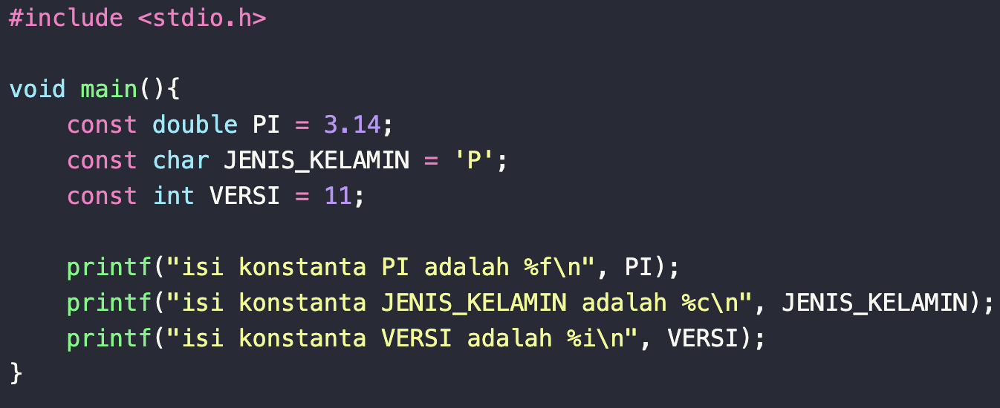 #include <stdio.h>
void main(){
    const double PI = 3.14;
    const char JENIS_KELAMIN = 'P';
    const int VERSI = 11;
    printf("isi konstanta PI adalah %f\n", PI);
    printf("isi konstanta JENIS_KELAMIN adalah %c\n", JENIS_KELAMIN);
    printf("isi konstanta VERSI adalah %i\n", VERSI);
}